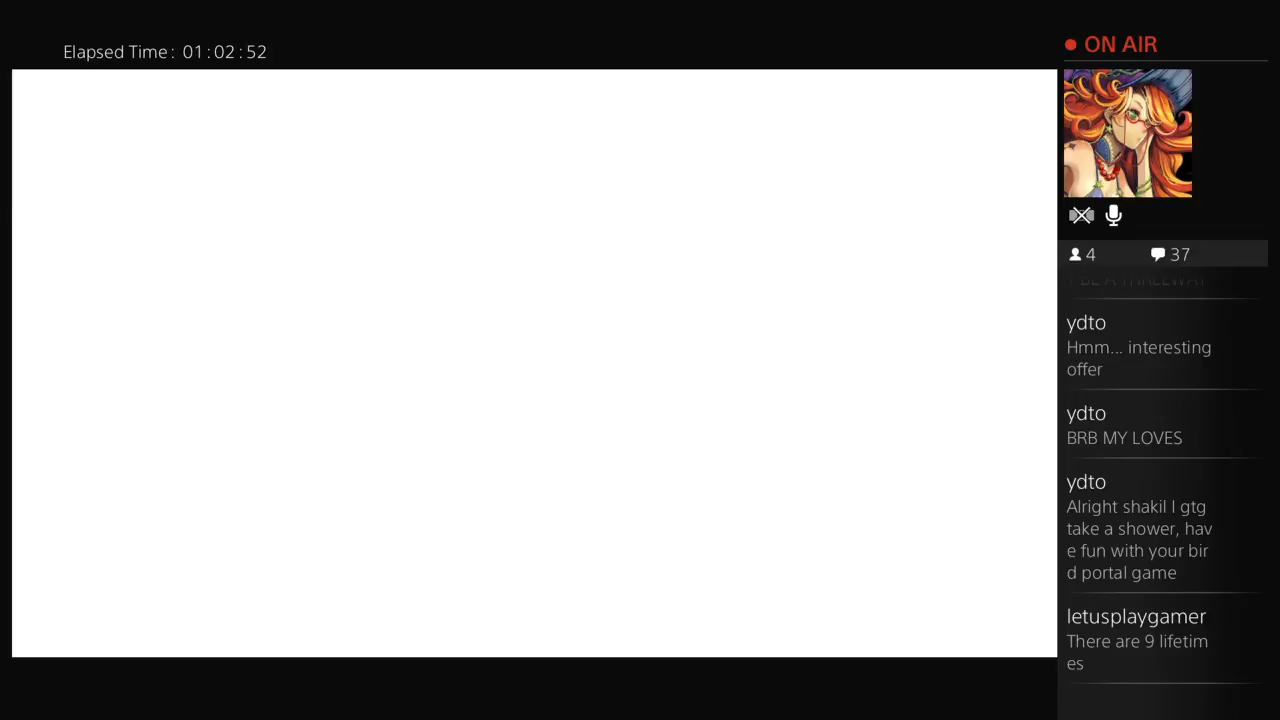 Elapsed Time: 01:02:52
ON AIR
4 37
ydto
Hmm... interesting
offer
ydto
BRB MY LOVES
ydto
Alright shakil I gtg
take a shower, hav
e fun with your bir
d portal game
letusplaygamer
There are 9 lifetim
es